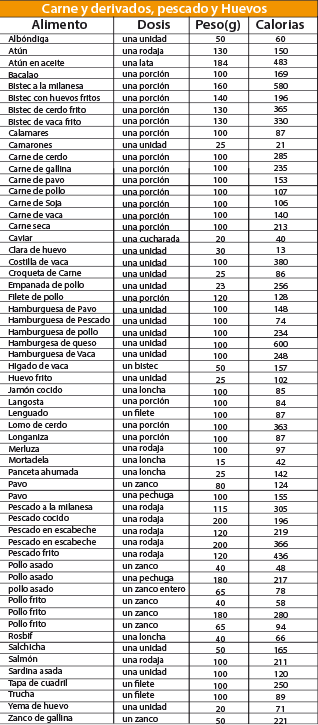 Carne y derivados, pescado y Huevos
Alimento Dosis Peso(g) Calorias
Albóndiga una unidad 50 60
Atún una rodaja 130 150
Atún en aceite una lata 184 483
Bacalao una porción 100 169
Bistec a la milanesa una porción 160 580
Bistec con huevos fritos una porción 140 196
Bistec de cerdo frito una porción 130 365
Bistec de vaca frito una porción 130 330
Calamares una porción 100 87
Camarones una unidad 25 21
Carne de cerdo una porción 100 285
Carne de gallina una porción 100 235
Carne de pavo una porción 100 153
Carne de pollo una porción 100 107
Carne de Soja una porción 100 106
Carne de vaca una porción 100 140
Carne seca una porción 100 213
Caviar una cucharada 20 40
Clara de huevo una unidad 30 13
Costilla de vaca una unidad 100 380
Croqueta de Carne una unidad 25 86
Empanada de pollo una unidad 23 256
Filete de pollo una porción 120 128
Hamburguesa de Pavo una unidad 100 148
Hamburguesa de Pescado una unidad 100 74
Hamburguesa de pollo una unidad 100 234
Hamburgesa de queso una unidad 100 600
Hamburguesa de Vaca una unidad 100 248
Higado de vaca un bistec 50 157
Huevo frito una unidad 25 102
Jamón cocido una loncha 100 85
Langosta una porción 100 84
Lenguado un filete 100 87
Lomo de cerdo una porción 100 363
Longaniza una porción 100 87
Merluza una rodaja 100 97
Mortadela una loncha 15 42
Panceta ahumada una loncha 25 142
Pavo un zanco 80 124
Pavo una pechuga 100 155
Pescado a la milanesa una rodaja 115 305
Pescado cocido una rodaja 200 196
Pescado en escabeche una rodaja 120 219
Pescado en escabeche una rodaja 200 366
Pescado frito una rodaja 120 436
Pollo asado un zanco 40 48
Pollo asado una pechuga 180 217
pollo asado un zanco entero 65 78
Pollo frito un zanco 40 58
Pollo frito un zanco 180 280
Pollo frito un zanco 65 94
Rosbif una loncha 40 66
Salchicha una unidad 50 165
Salmón una rodaja 100 211
Sardina asada una unidad 100 120
Tapa de cuadril un filete 100 250
Trucha un filete 100 89
Yema de huevo una unidad 20 71
Zanco de gallina un zanco 50 221